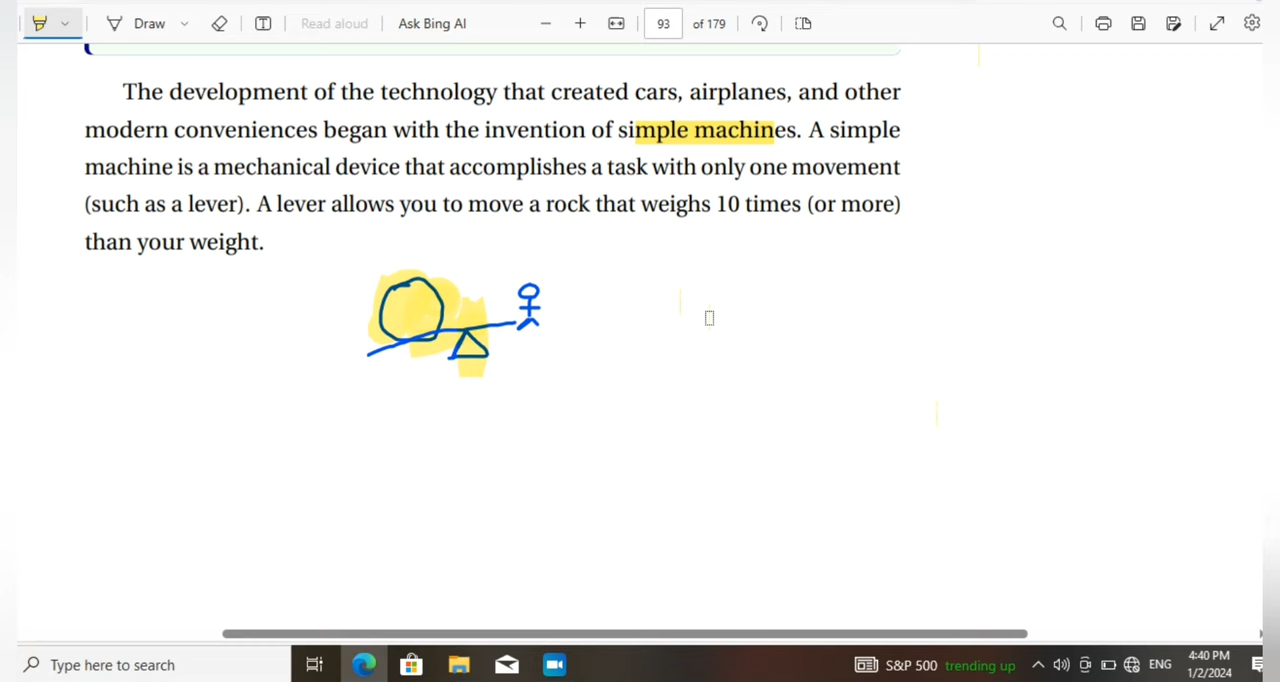 Draw
Read aloud
Ask Bing AI
93
of 179
The development of the technology that created cars, airplanes, and other
modern conveniences began with the invention of simple machines. A simple
machine is a mechanical device that accomplishes a task with only one movement
(such as a lever). A lever allows you to move a rock that weighs 10 times (or more)
than your weight.
Type here to search
S&P 500 trending up
ENG
4:40 PM
1/2/2024